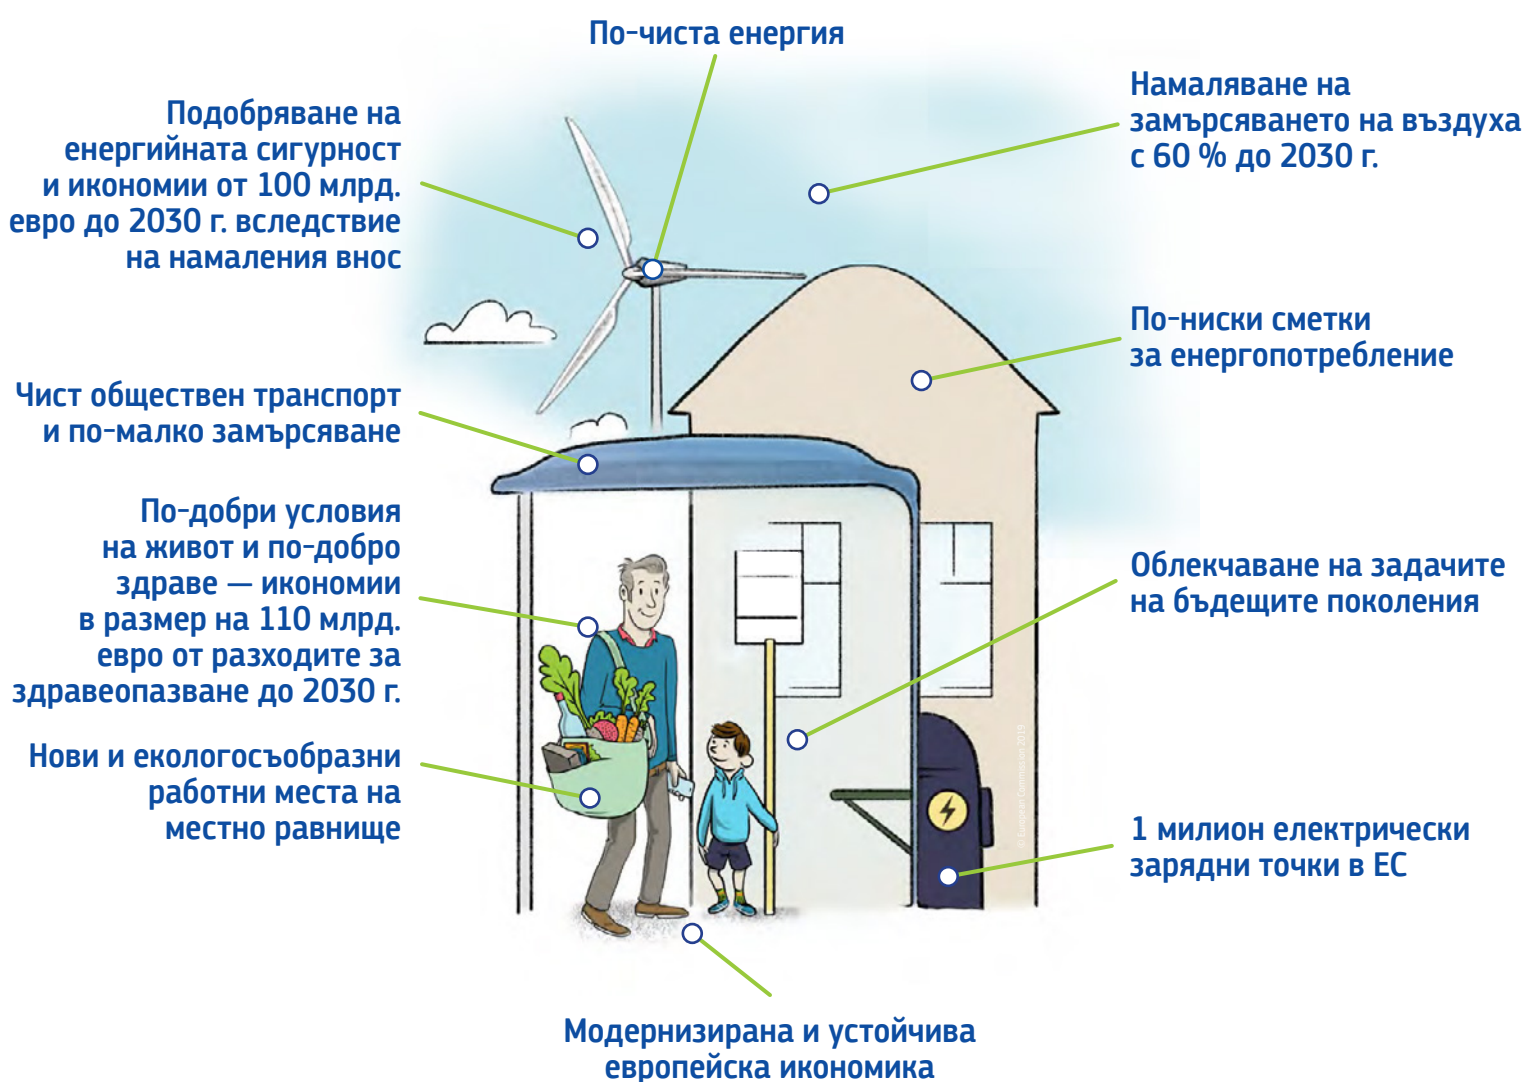 По-чиста енергия
Подобряване на
енергийната сигурност
и икономии от 100 млрд.
евро до 2030 г. вследствие
на намаления внос
Намаляване на
замърсяването на въздуха
с 60 % до 2030 г.
По-ниски сметки
за енергопотребление
Чист обществен транспорт
и по-малко замърсяване
По-добри условия
на живот и по-добро
здраве — икономии
в размер на 110 млрд.
евро от разходите за
здравеопазване до 2030 г.
Облекчаване на задачите
на бъдещите поколения
Нови и екологосъобразни
работни места на
местно равнище
1 милион електрически
зарядни точки в ЕС
Модернизирана и устойчива
европейска икономика
© European Commission 2019